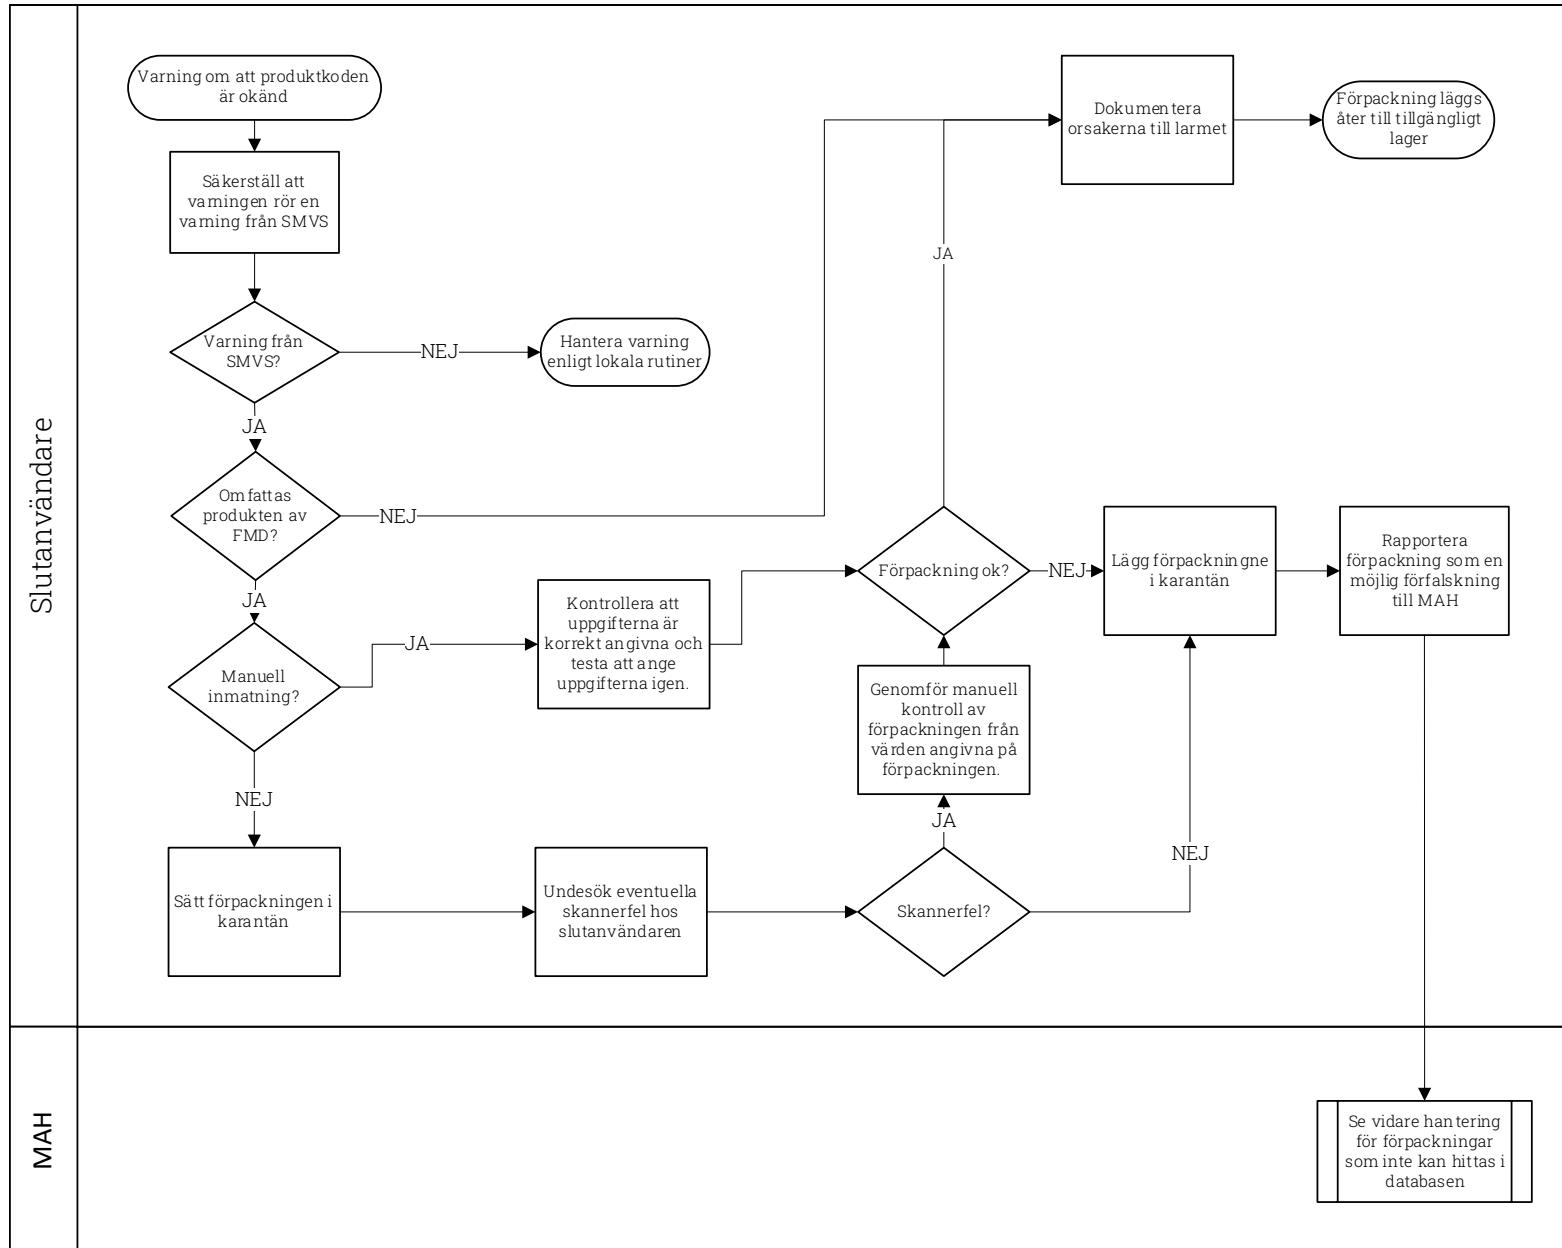 Slutanvändare
Varning om att produktkoden
är okänd
Säkerställ att
varningen rör en
varning från SMVS
Varning från
SMVS?
NEJ
Hantera varning
enligt lokala rutiner
JA
Omfattas
produkten av
FMD?
NEJ
JA
Manuell
inmatning?
JA
Kontrollera att
uppgifterna är
korrekt angivna och
testa att ange
uppgifterna igen.
NEJ
Sätt förpackningen i
karantän
Undesök eventuella
skannerfel hos
slutanvändaren
Skannerfel?
JA
Genomför manuell
kontroll av
förpackningen från
värden angivna på
förpackningen.
NEJ
Förpackning ok?
JA
NEJ
Dokumentera
orsakerna till larmet
Förpackning läggs
åter till tillgängligt
lager
Lägg förpackningne
i karantän
Rapportera
förpackning som en
möjlig förfalskning
till MAH
MAH
Se vidare hantering
för förpackningar
som inte kan hittas i
databasen